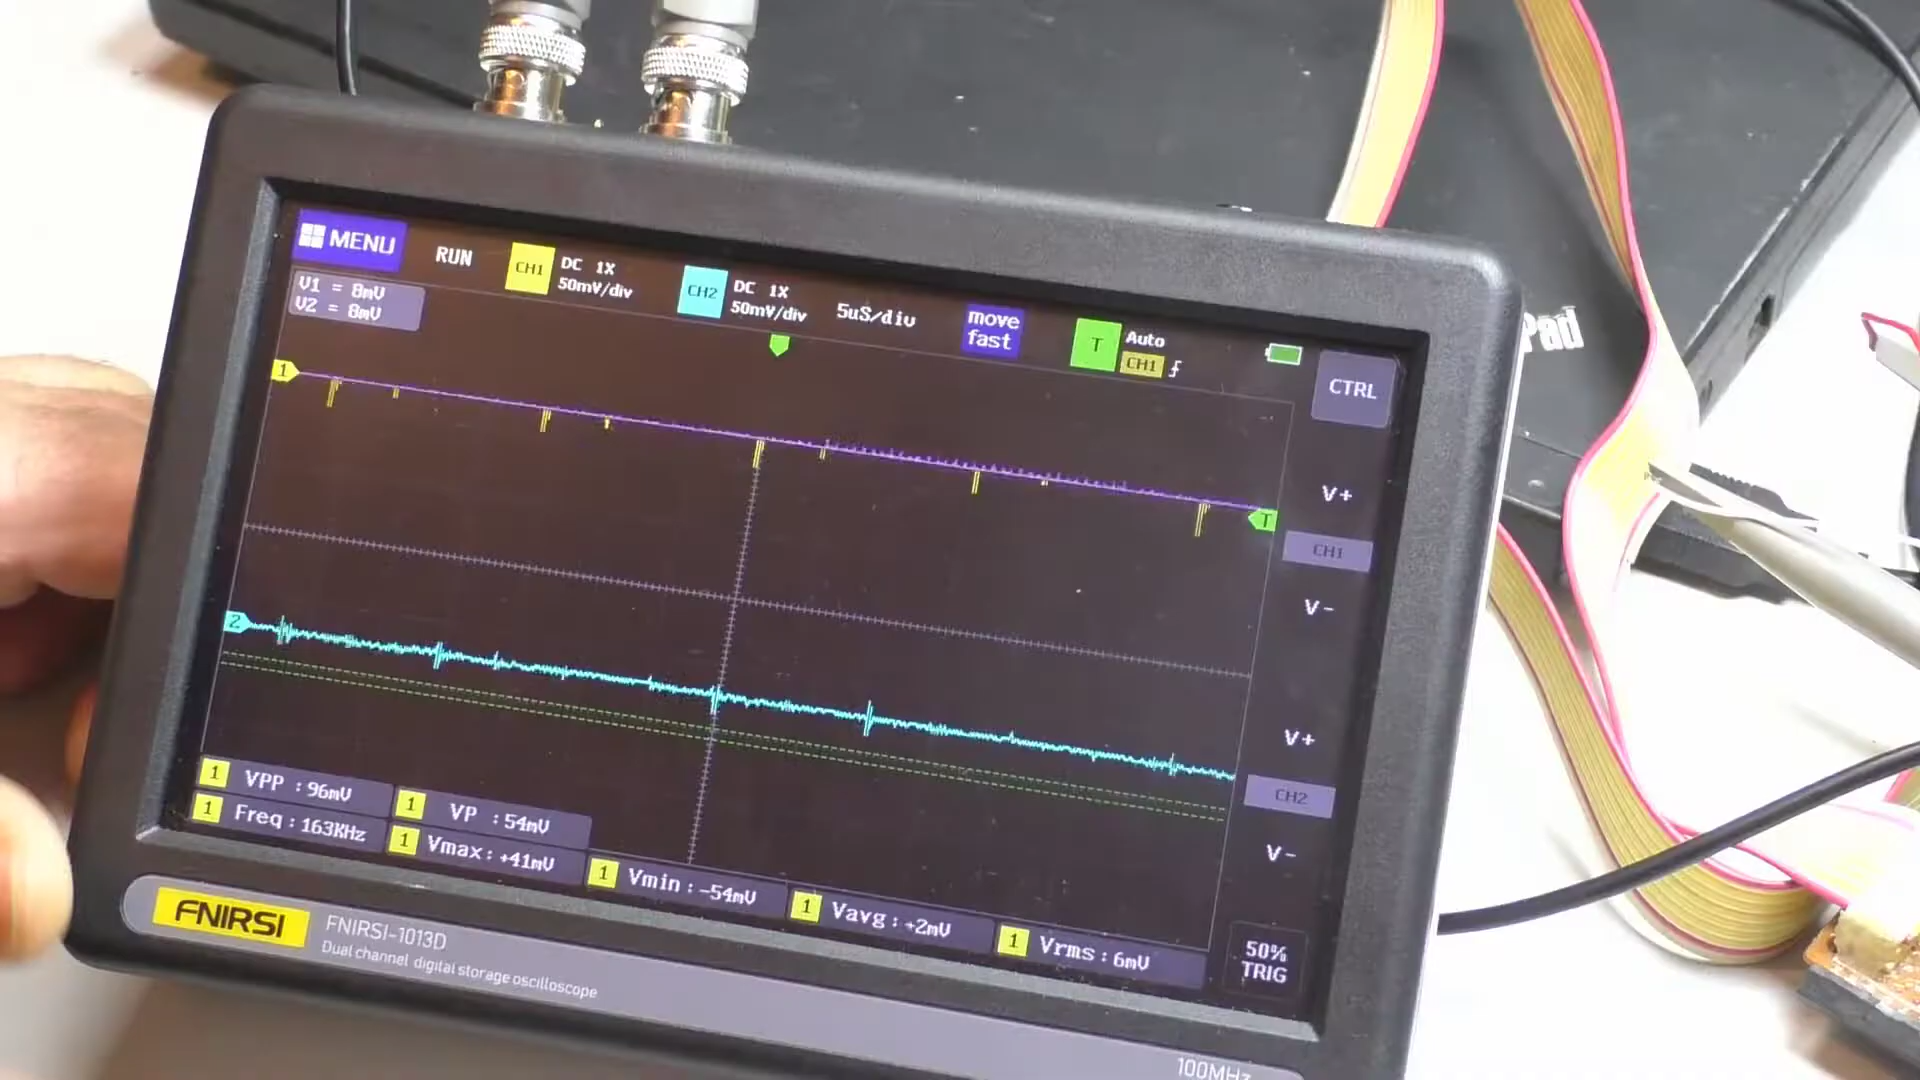 MENU
RUN
CH1
DC 1X
50mV/div
CH2
DC 1X
50mV/div
5uS/div
move
fast
T
Auto
CH1
V1 = 8mV
V2 = 8mV
CTRL
1
T
V+
CH1
V-
2
V+
CH2
V-
1 VPP : 96mV
1 VP : 54mV
1 Freq : 163KHz
1 Vmax : +41mV
1 Vmin : -54mV
1 Vavg : +2mV
1 Vrms : 6mV
50%
TRIG
FNIRSI
FNIRSI-1013D
Dual channel digital storage oscilloscope
100MHz
Pad